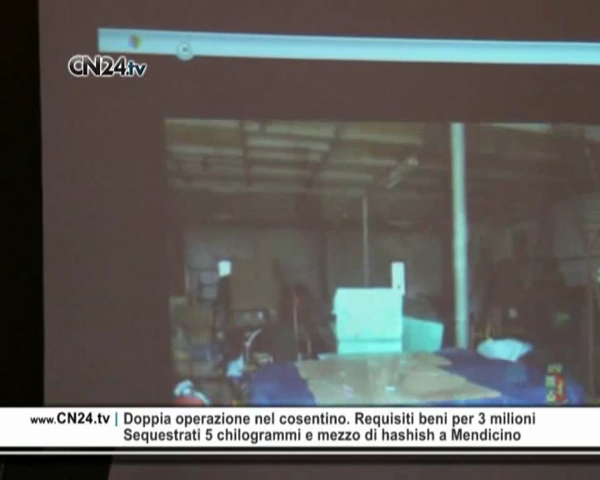 CN24.tv
www.CN24.tv | Doppia operazione nel cosentino. Requisiti beni per 3 milioni
Sequestrati 5 chilogrammi e mezzo di hashish a Mendicino